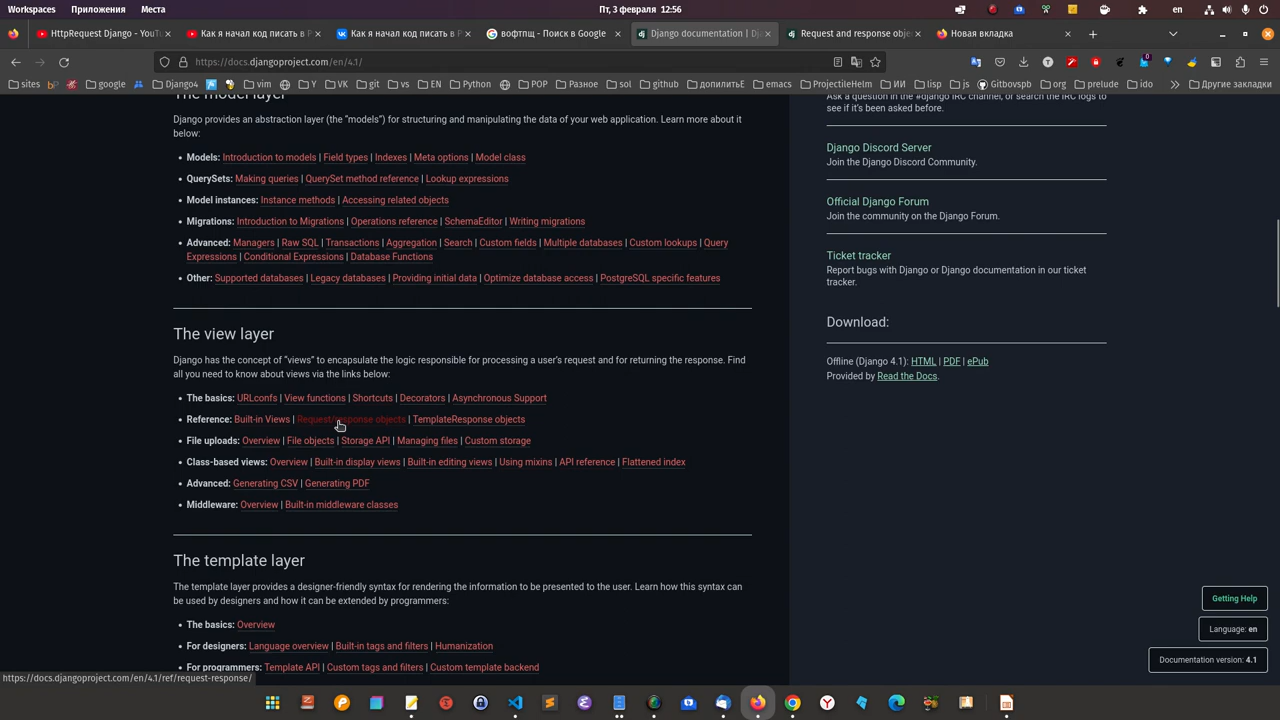 Workspaces Приложения Места Пт, 3 февраля 12:56 en
HttpRequest Django - YouT Как я начал код писать в P Как я начал код писать в P вофтпщ - Поиск в Google Django documentation | Dj Request and response obje Новая вкладка
https://docs.djangoproject.com/en/4.1/
sites bP google Django4 Y VK git vs EN Python POP Разное sol github допилитьЕ emacs ProjectileHelm ИИ lisp js Gitbovspb org prelude ido Другие закладки
The model layer
Django provides an abstraction layer (the “models”) for structuring and manipulating the data of your web application. Learn more about it
below:
• Models: Introduction to models | Field types | Indexes | Meta options | Model class
• QuerySets: Making queries | QuerySet method reference | Lookup expressions
• Model instances: Instance methods | Accessing related objects
• Migrations: Introduction to Migrations | Operations reference | SchemaEditor | Writing migrations
• Advanced: Managers | Raw SQL | Transactions | Aggregation | Search | Custom fields | Multiple databases | Custom lookups | Query
Expressions | Conditional Expressions | Database Functions
• Other: Supported databases | Legacy databases | Providing initial data | Optimize database access | PostgreSQL specific features
The view layer
Django has the concept of “views” to encapsulate the logic responsible for processing a user’s request and for returning the response. Find
all you need to know about views via the links below:
• The basics: URLconfs | View functions | Shortcuts | Decorators | Asynchronous Support
• Reference: Built-in Views | Request/response objects | TemplateResponse objects
• File uploads: Overview | File objects | Storage API | Managing files | Custom storage
• Class-based views: Overview | Built-in display views | Built-in editing views | Using mixins | API reference | Flattened index
• Advanced: Generating CSV | Generating PDF
• Middleware: Overview | Built-in middleware classes
The template layer
The template layer provides a designer-friendly syntax for rendering the information to be presented to the user. Learn how this syntax can
be used by designers and how it can be extended by programmers:
• The basics: Overview
• For designers: Language overview | Built-in tags and filters | Humanization
• For programmers: Template API | Custom tags and filters | Custom template backend
Ask a question in the #django IRC channel, or search the IRC logs to
see if it’s been asked before.
Django Discord Server
Join the Django Discord Community.
Official Django Forum
Join the community on the Django Forum.
Ticket tracker
Report bugs with Django or Django documentation in our ticket
tracker.
Download:
Offline (Django 4.1): HTML | PDF | ePub
Provided by Read the Docs.
Getting Help
Language: en
Documentation version: 4.1
https://docs.djangoproject.com/en/4.1/ref/request-response/